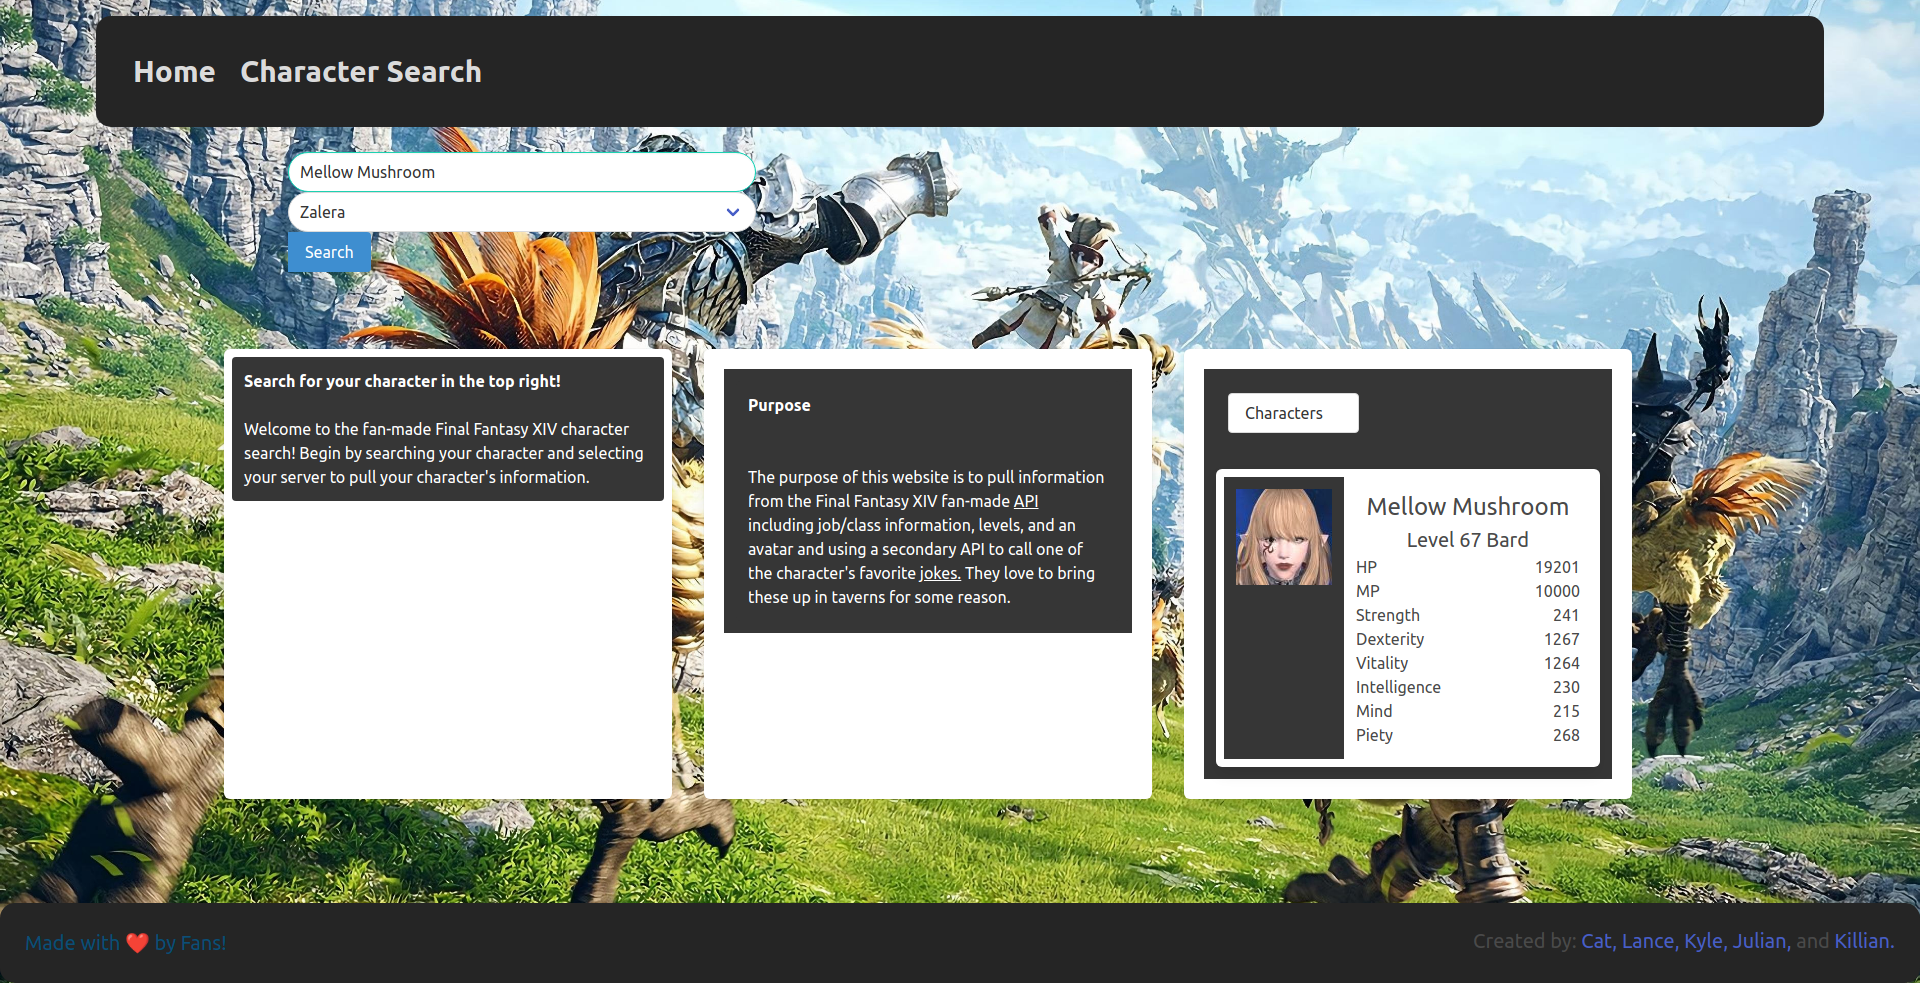 Home Character Search
Mellow Mushroom
Zalera
Search
Search for your character in the top right!
Welcome to the fan-made Final Fantasy XIV character
search! Begin by searching your character and selecting
your server to pull your character's information.
Purpose
The purpose of this website is to pull information
from the Final Fantasy XIV fan-made API
including job/class information, levels, and an
avatar and using a secondary API to call one of
the character's favorite jokes. They love to bring
these up in taverns for some reason.
Characters
Mellow Mushroom
Level 67 Bard
HP 19201
MP 10000
Strength 241
Dexterity 1267
Vitality 1264
Intelligence 230
Mind 215
Piety 268
Made with ❤️ by Fans!
Created by: Cat, Lance, Kyle, Julian, and Killian.